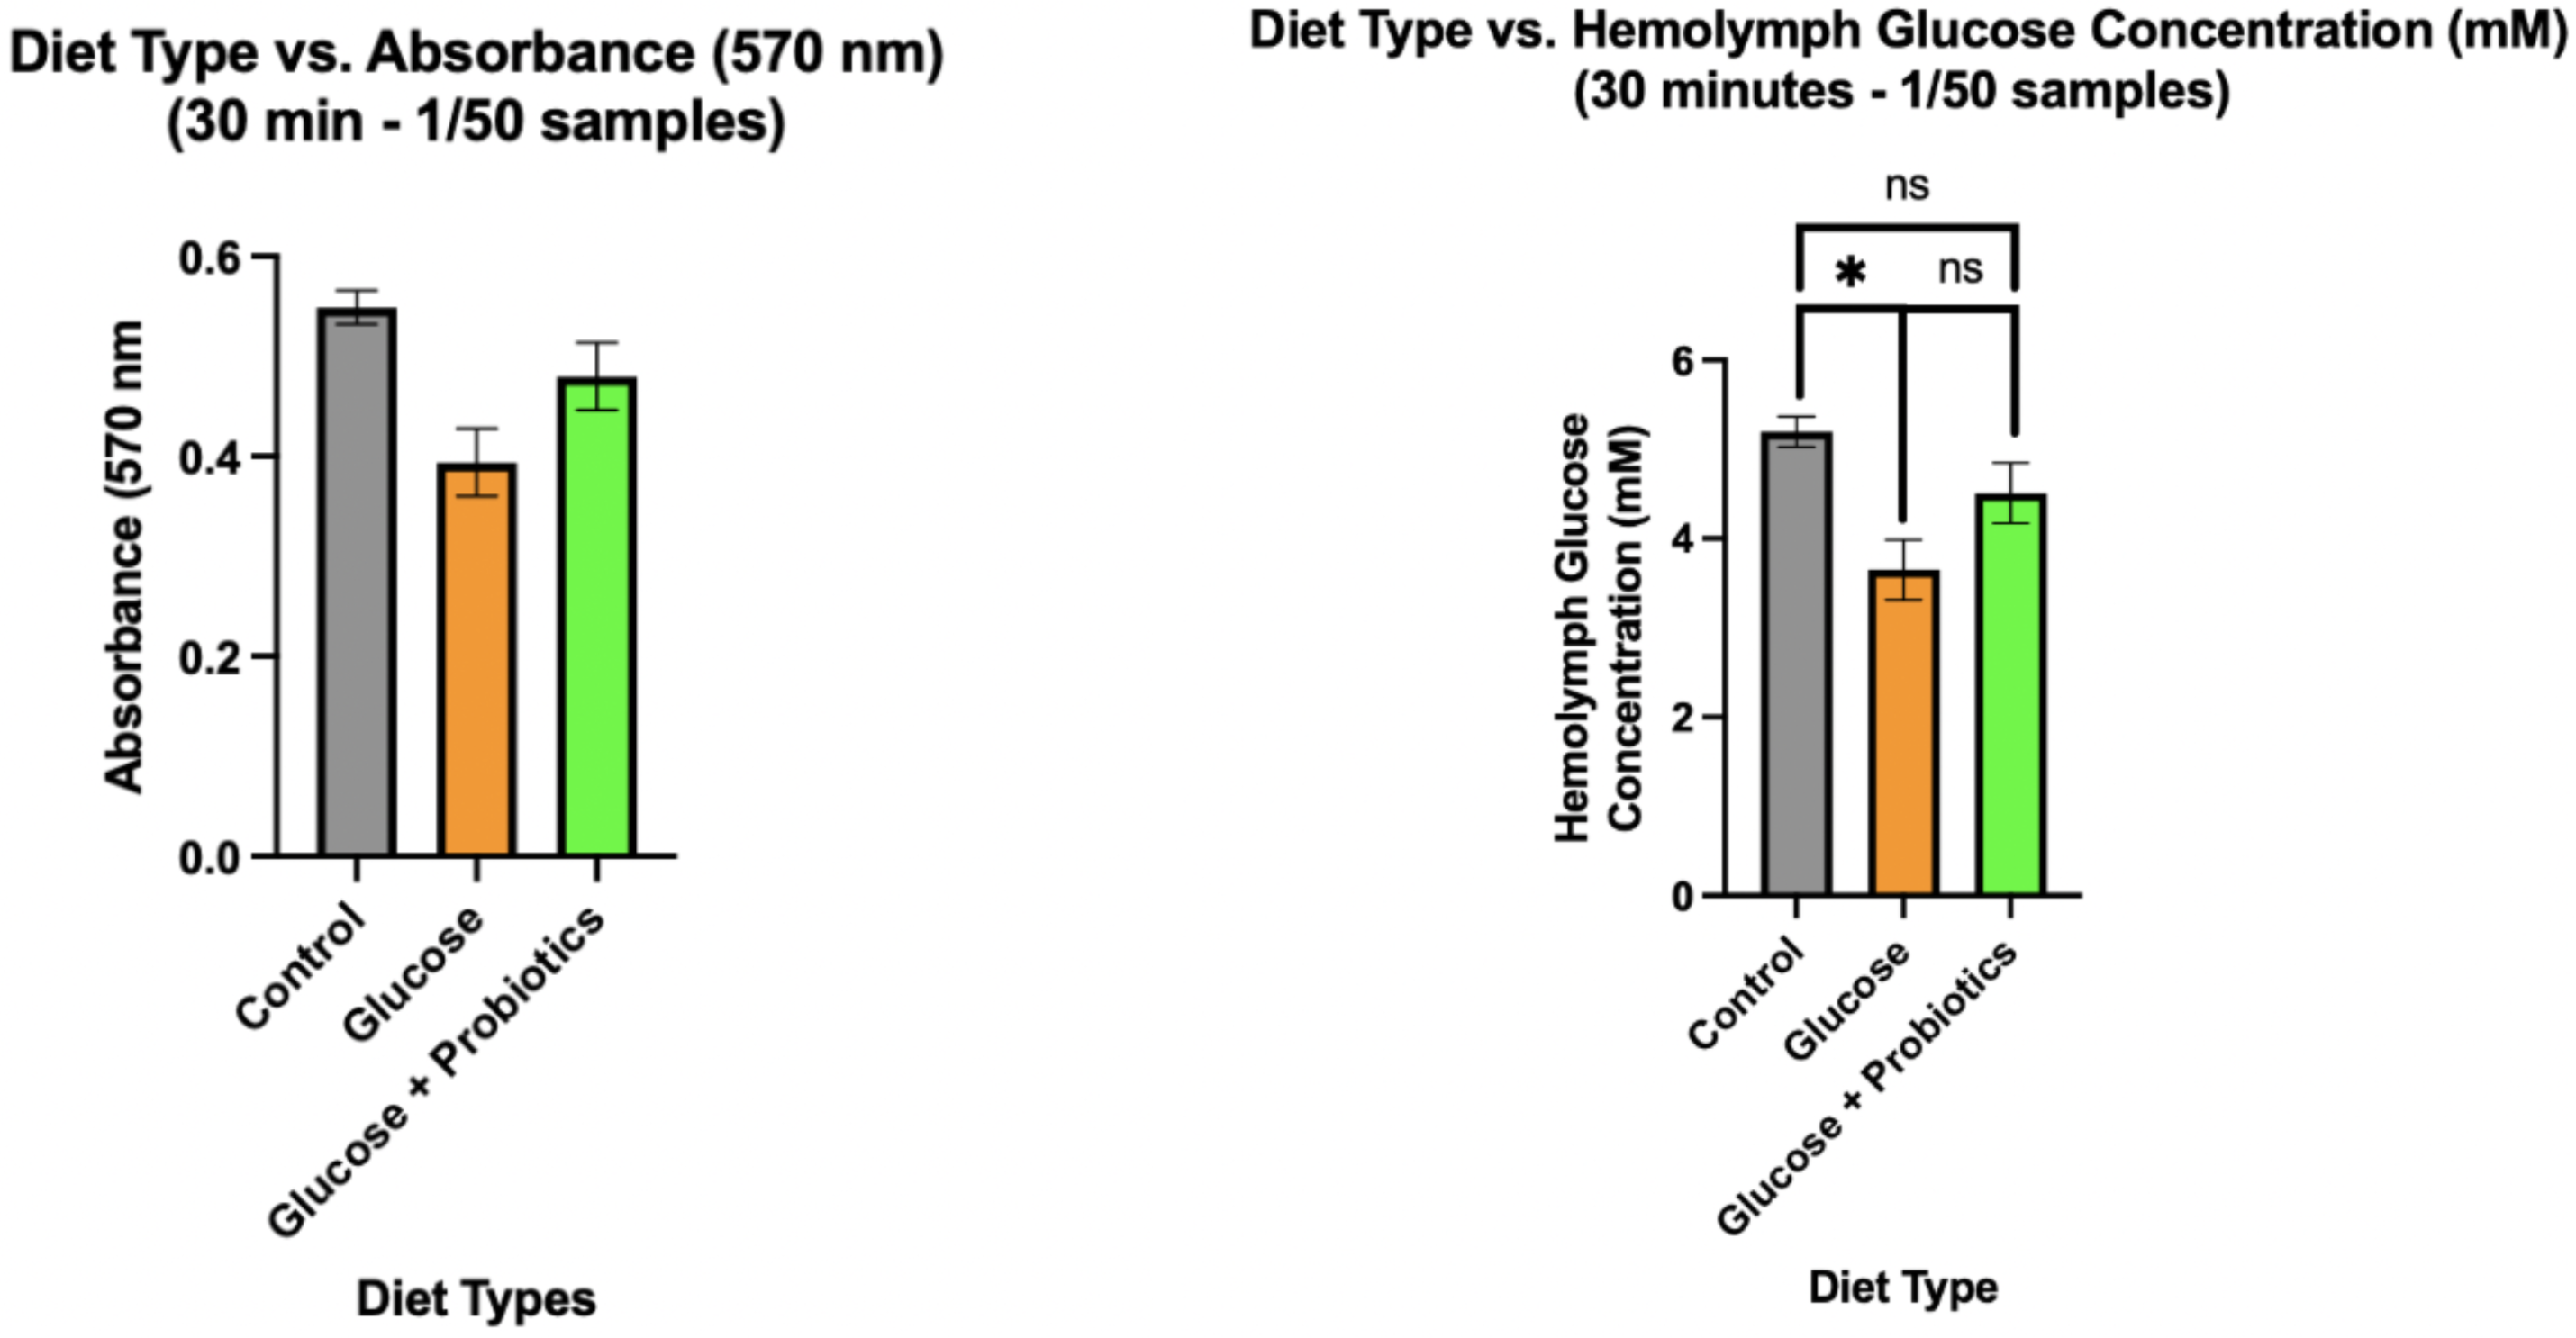 Diet Type vs. Absorbance (570 nm)
(30 min - 1/50 samples)
Absorbance (570 nm
0.6
0.4
0.2
0.0
Control
Glucose
Glucose + Probiotics
Diet Types
Diet Type vs. Hemolymph Glucose Concentration (mM)
(30 minutes - 1/50 samples)
ns
* ns
Hemolymph Glucose
Concentration (mM)
6
4
2
0
Control
Glucose
Glucose + Probiotics
Diet Type